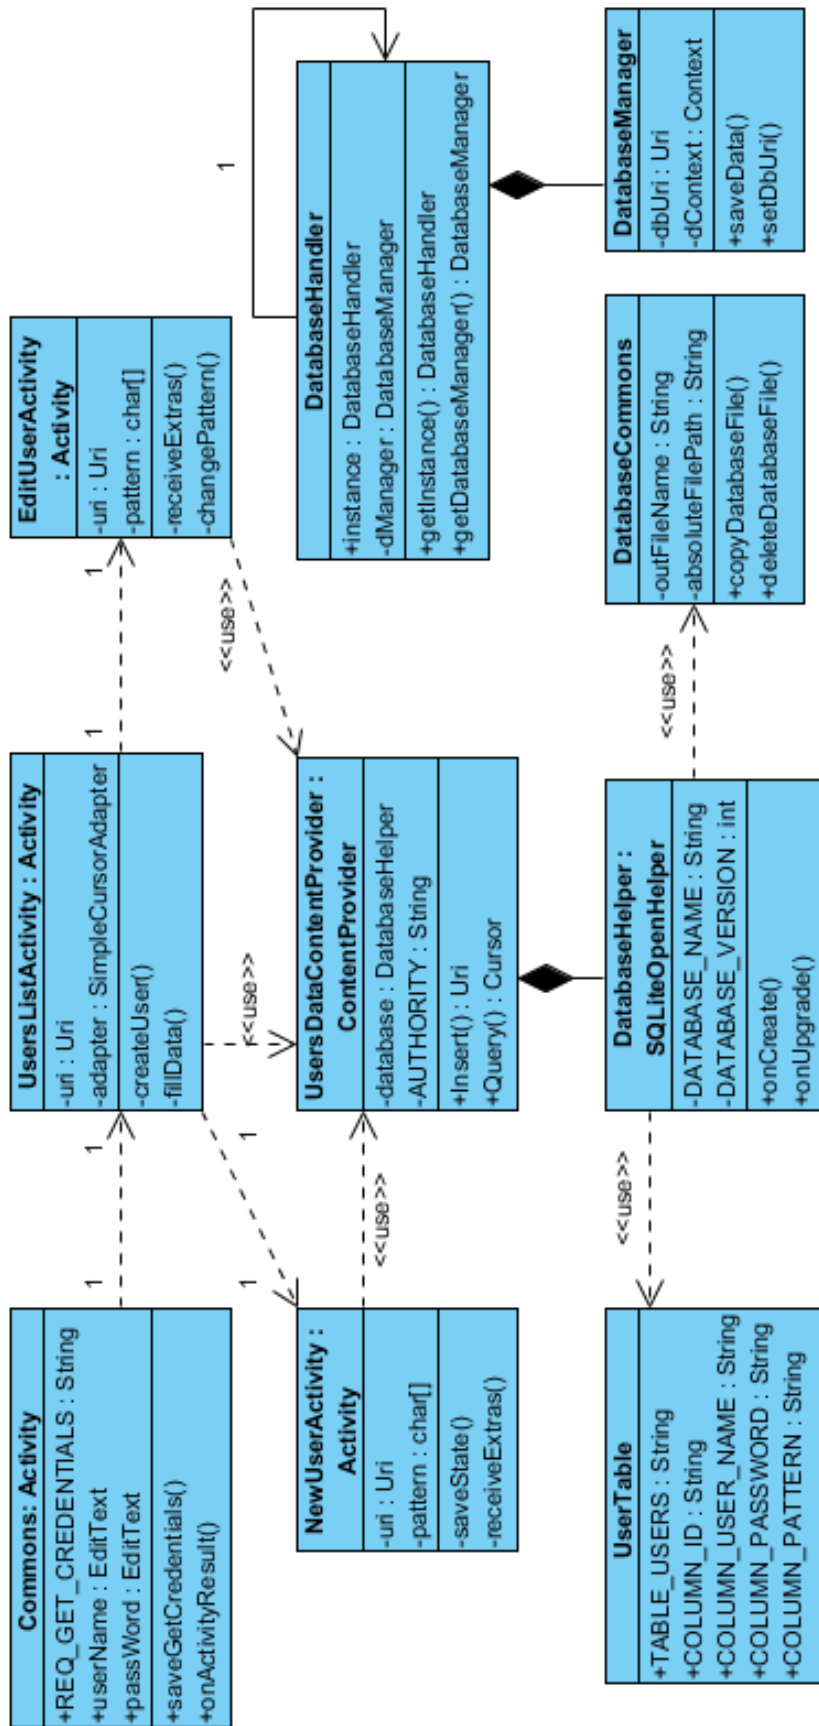 Commons: Activity
+REQ_GET_CREDENTIALS : String
+userName : EditText
+passWord : EditText
+saveGetCredentials()
+onActivityResult()
1
1
UsersListActivity : Activity
-uri : Uri
-adapter : SimpleCursorAdapter
-createUser()
-fillData()
1
1
EditUserActivity
: Activity
-uri : Uri
-pattern : char[]
-receiveExtras()
-changePattern()
1
1
<<use>>
<<use>>
1
NewUserActivity :
Activity
-uri : Uri
-pattern : char[]
-saveState()
-receiveExtras()
<<use>>
UsersDataContentProvider :
ContentProvider
-database : DatabaseHelper
-AUTHORITY : String
+Insert() : Uri
+Query() : Cursor
DatabaseHandler
+instance : DatabaseHandler
-dManager : DatabaseManager
+getInstance() : DatabaseHandler
+getDatabaseManager() : DatabaseManager
UserTable
+TABLE_USERS : String
+COLUMN_ID : String
+COLUMN_USER_NAME : String
+COLUMN_PASSWORD : String
+COLUMN_PATTERN : String
<<use>>
DatabaseHelper :
SQLiteOpenHelper
-DATABASE_NAME : String
-DATABASE_VERSION : int
+onCreate()
+onUpgrade()
<<use>>
DatabaseCommons
-outFileName : String
-absoluteFilePath : String
+copyDatabaseFile()
+deleteDatabaseFile()
DatabaseManager
-dbUri : Uri
-dContext : Context
+saveData()
+setDbUri()